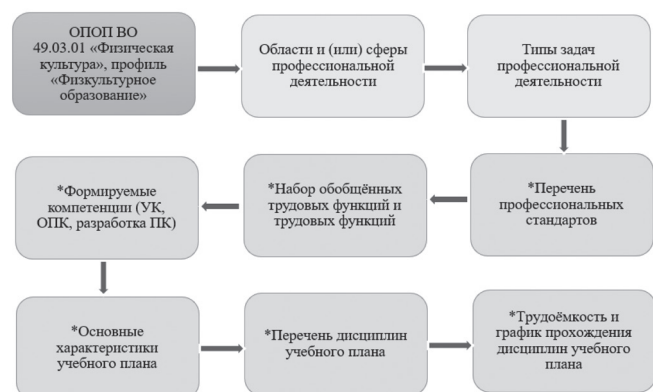 ОПОП ВО
49.03.01 «Физическая
культура», профиль
«Физкультурное
образование»
Области и (или) сферы
профессиональной
деятельности
Типы задач
профессиональной
деятельности
*Перечень
профессиональных
стандартов
*Набор обобщённых
трудовых функций и
трудовых функций
*Формируемые
компетенции (УК,
ОПК, разработка ПК)
*Основные
характеристики
учебного плана
*Перечень дисциплин
учебного плана
*Трудоёмкость и
график прохождения
дисциплин учебного
плана